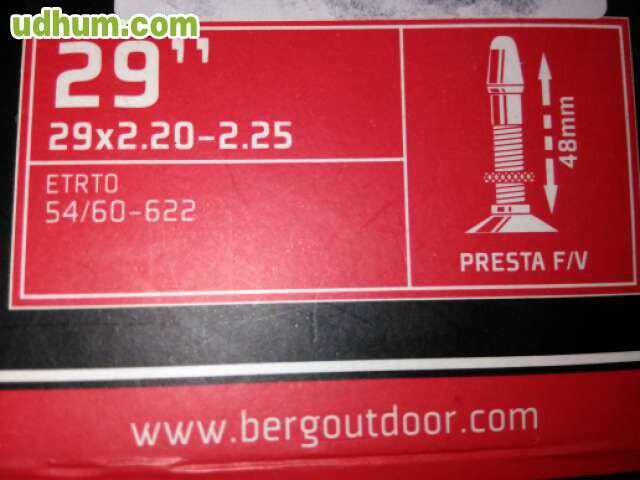 udhum.com
29"
29x2.20-2.25
ETRTO
54/60-622
48mm
PRESTA F/V
www.bergoutdoor.com